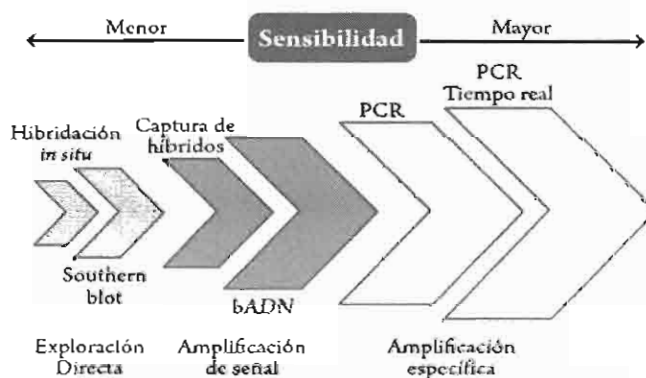 Menor
Sensibilidad
Mayor
Hibridación
in situ
Southern
blot
Captura de
híbridos
bADN
PCR
PCR
Tiempo real
Exploración
Directa
Amplificación
de señal
Amplificación
específica